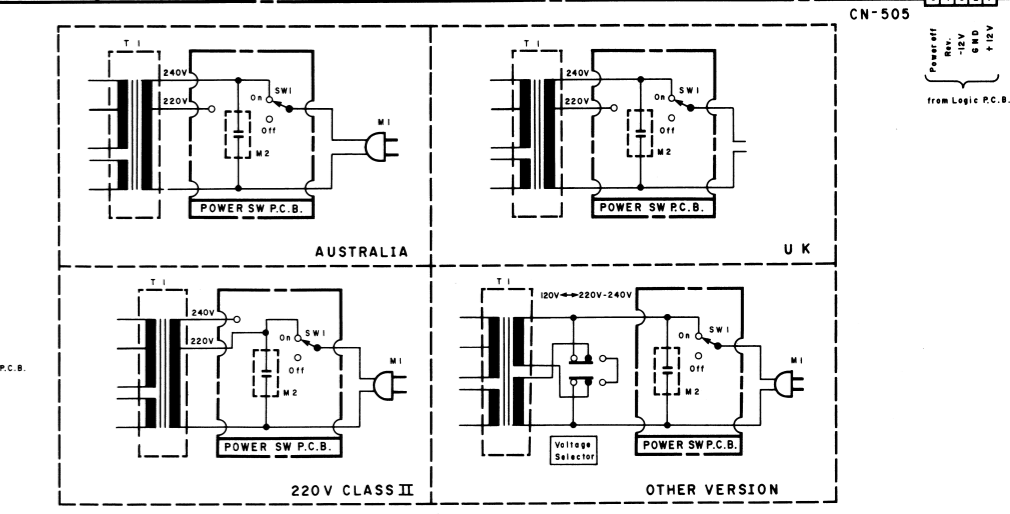 CN-505
Power off
Rev.
-12V
GND
+12V
from Logic P.C.B.
T1
240V
220V
On
SW1
Off
M2
M1
POWER SW P.C.B.
AUSTRALIA
T1
240V
220V
On
SW1
Off
M2
POWER SW P.C.B.
UK
P.C.B.
T1
240V
220V
On
SW1
Off
M2
M1
POWER SW P.C.B.
220V CLASS II
T1
120V↔220V-240V
On
SW1
Off
M2
M1
Voltage
Selector
POWER SW P.C.B.
OTHER VERSION